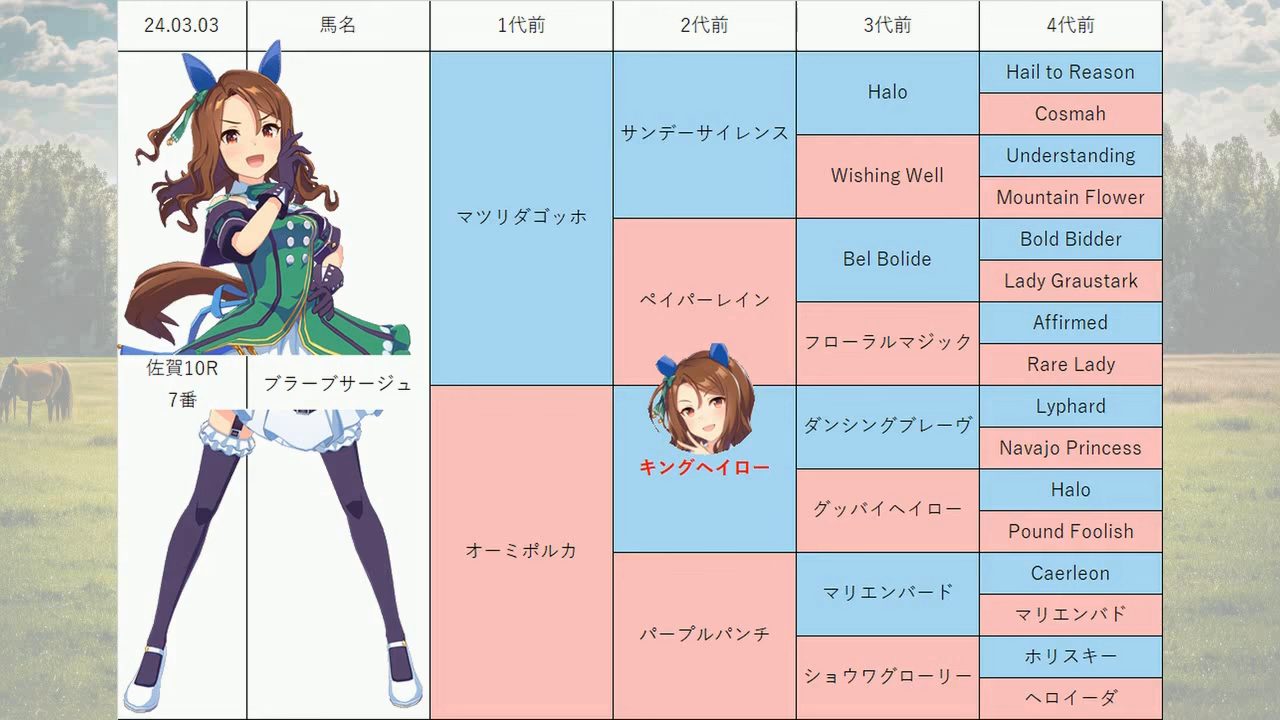 24.03.03
馬名
1代前
2代前
3代前
4代前
佐賀10R
7番
ブラーブサージュ
マツリダゴッホ
オーミポルカ
サンデーサイレンス
ペイパーレイン
キングヘイロー
パープルパンチ
Halo
Wishing Well
Bel Bolide
フローラルマジック
ダンシングブレーヴ
グッバイヘイロー
マリエンバード
ショウワグローリー
Hail to Reason
Cosmah
Understanding
Mountain Flower
Bold Bidder
Lady Graustark
Affirmed
Rare Lady
Lyphard
Navajo Princess
Halo
Pound Foolish
Caerleon
マリエンバド
ホリスキー
ヘロイーダ